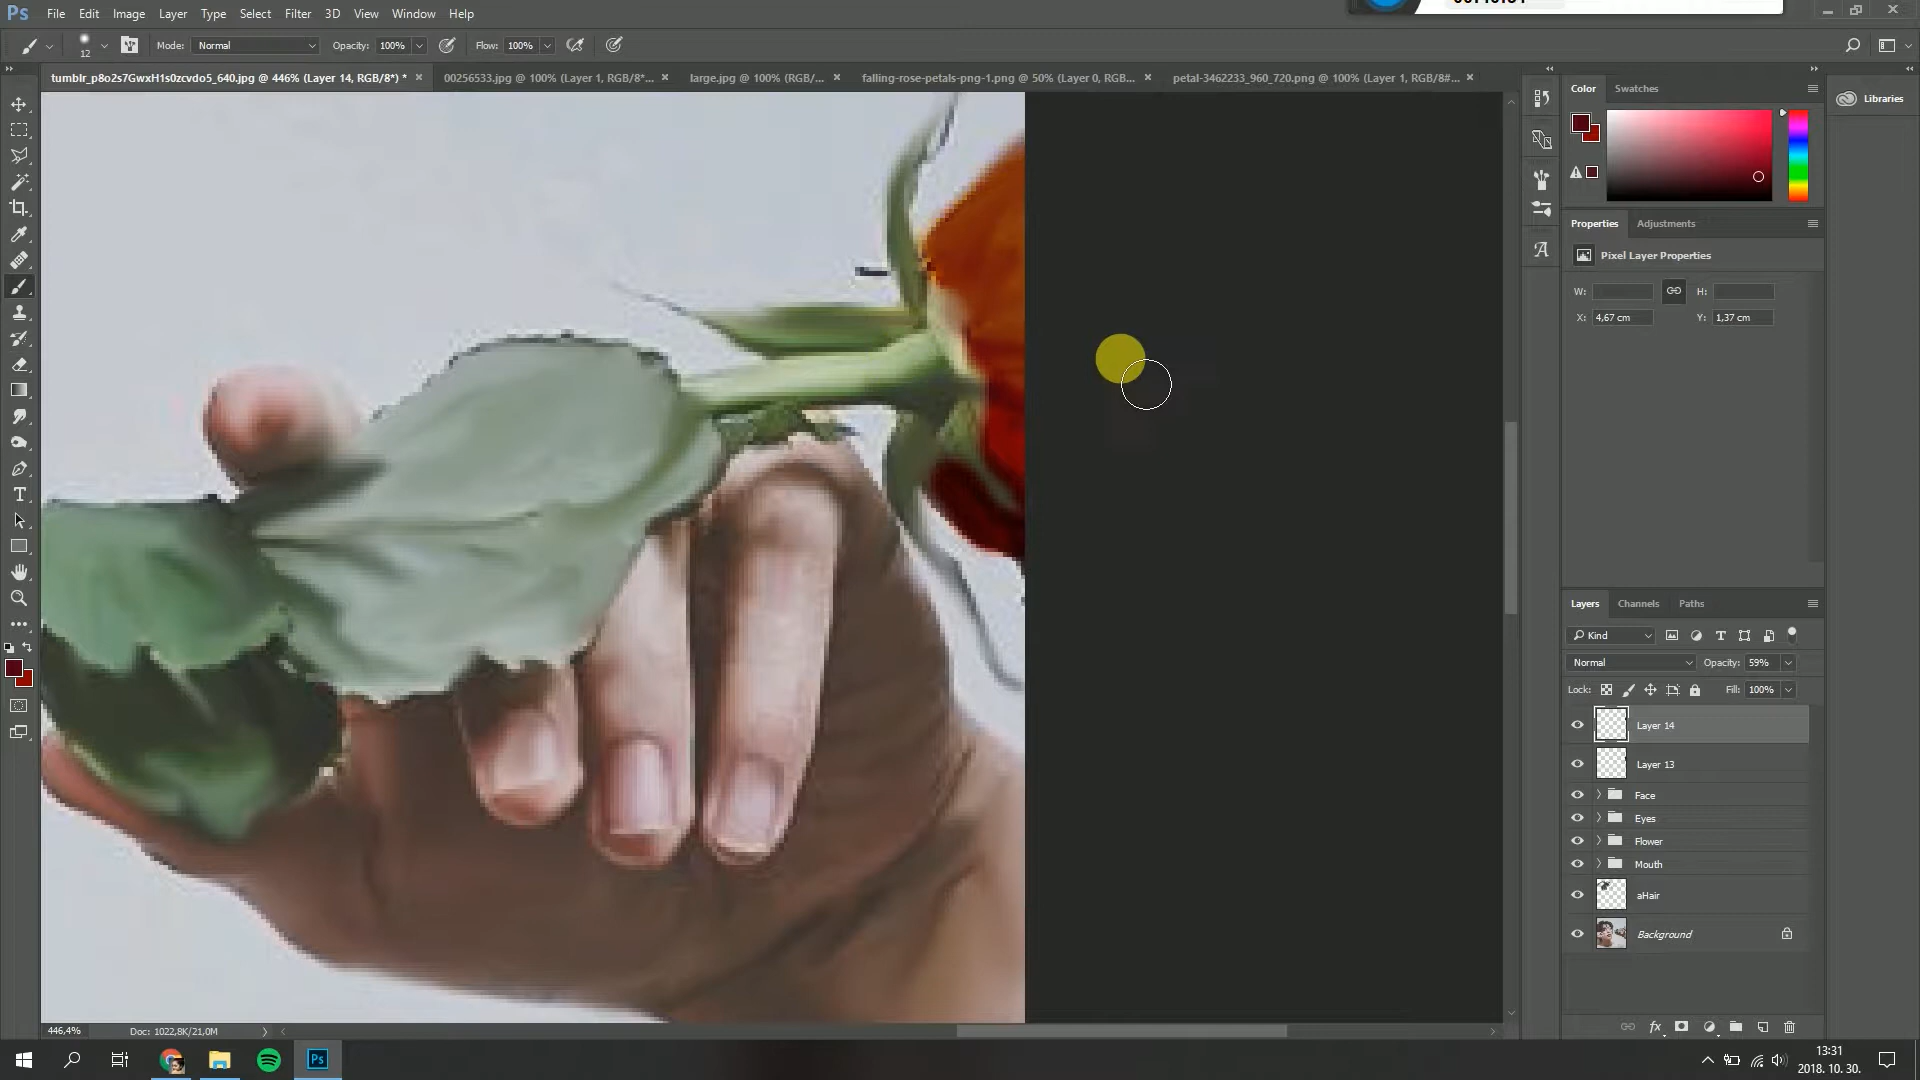 Ps File Edit Image Layer Type Select Filter 3D View Window Help
12 Mode: Normal Opacity: 100% Flow: 100%
tumblr_p8o2s7GwxH1s0zcvdo5_640.jpg @ 446% (Layer 14, RGB/8*) * × 00256533.jpg @ 100% (Layer 1, RGB/8*... × large.jpg @ 100% (RGB/... × falling-rose-petals-png-1.png @ 50% (Layer 0, RGB... × petal-3462233_960_720.png @ 100% (Layer 1, RGB/8#... ×
Color Swatches
Libraries
Properties Adjustments
Pixel Layer Properties
W: H:
X: 4,67 cm Y: 1,37 cm
Layers Channels Paths
Kind
Normal Opacity: 59%
Lock: Fill: 100%
Layer 14
Layer 13
Face
Eyes
Flower
Mouth
aHair
Background
446,4% Doc: 1022,8K/21,0M
Ps
13:31
2018. 10. 30.